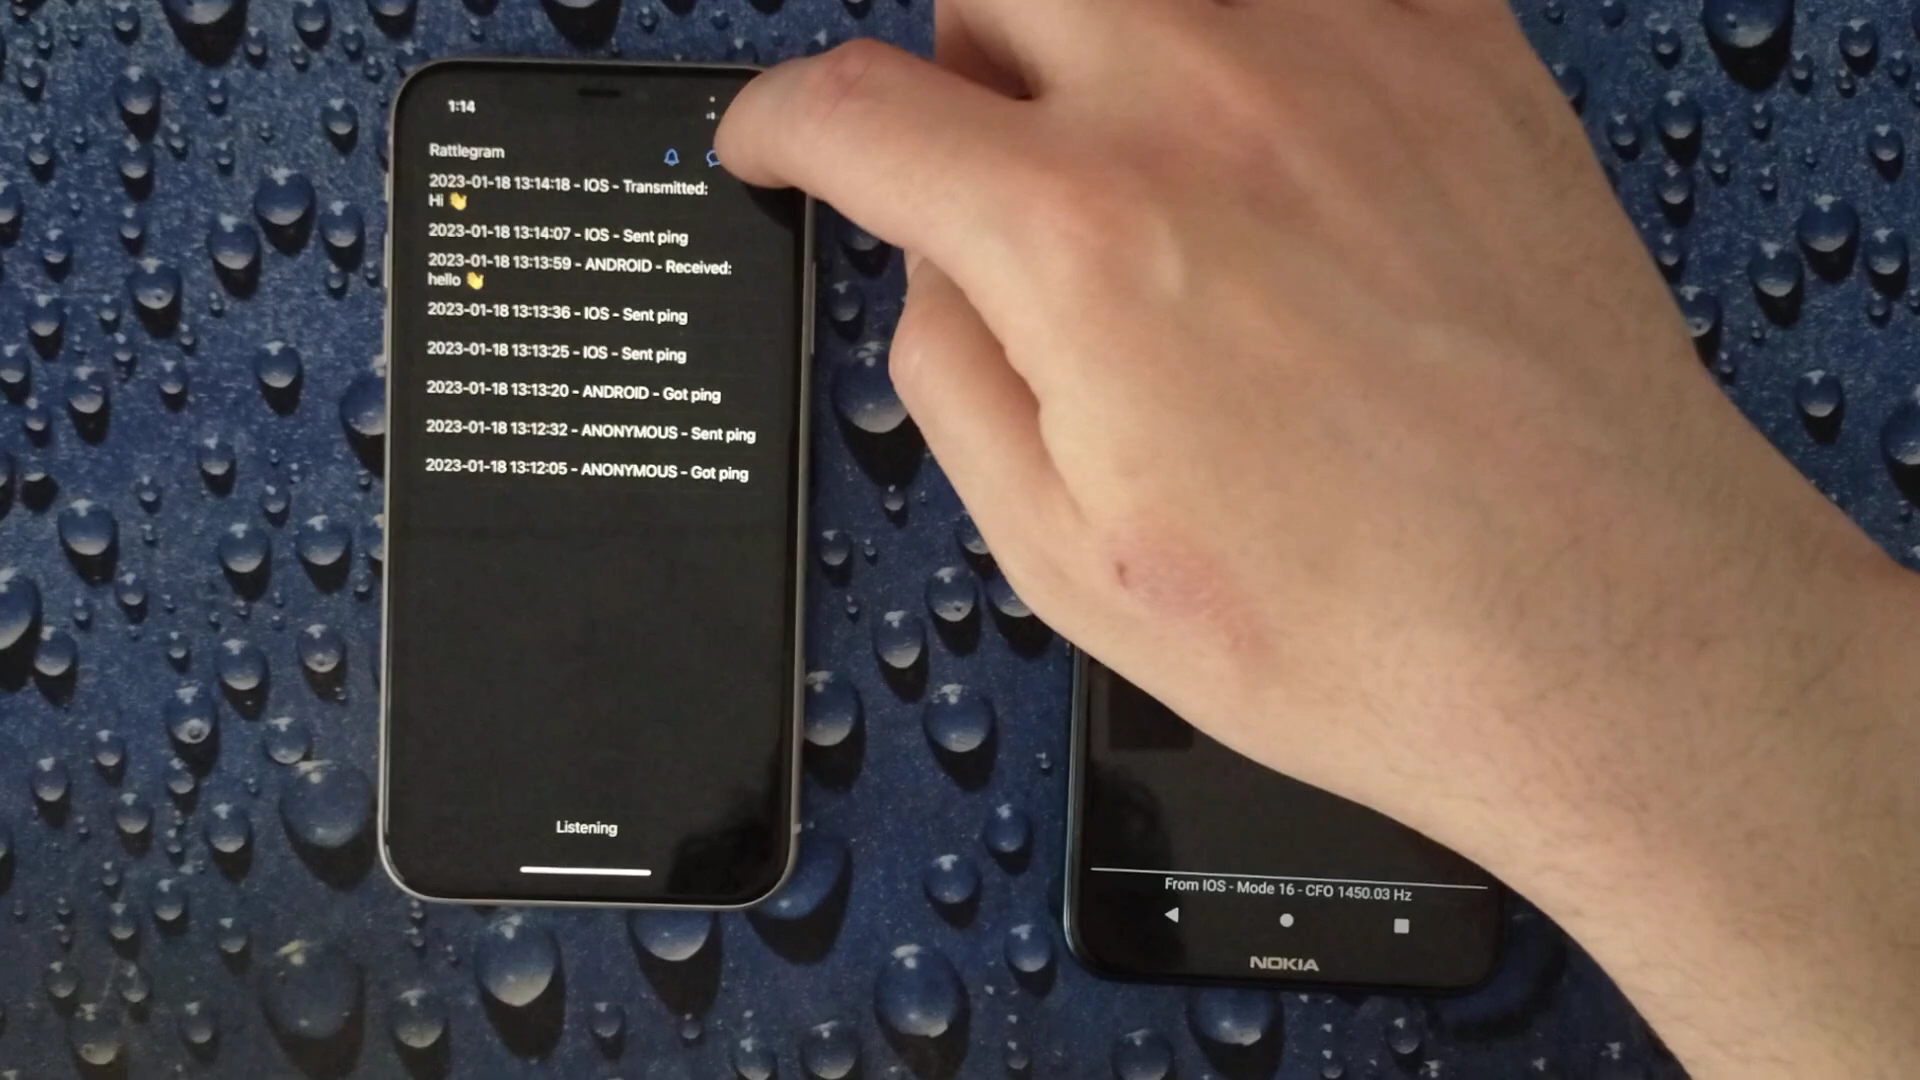 1:14
Rattlegram
2023-01-18 13:14:18 - IOS - Transmitted:
Hi 👋
2023-01-18 13:14:07 - IOS - Sent ping
2023-01-18 13:13:59 - ANDROID - Received:
hello 👋
2023-01-18 13:13:36 - IOS - Sent ping
2023-01-18 13:13:25 - IOS - Sent ping
2023-01-18 13:13:20 - ANDROID - Got ping
2023-01-18 13:12:32 - ANONYMOUS - Sent ping
2023-01-18 13:12:05 - ANONYMOUS - Got ping
Listening
From IOS - Mode 16 - CFO 1450.03 Hz
NOKIA